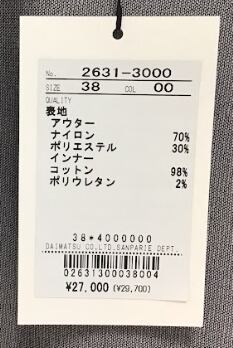 No. 2631-3000
SIZE 38 COL 00
QUALITY
表地
アウター
ナイロン 70%
ポリエステル 30%
インナー
コットン 98%
ポリウレタン 2%
38*4000000
DAIMATSU CO.LTD.SANPARIE DEPT.
02631300038004
¥27,000 (¥29,700)